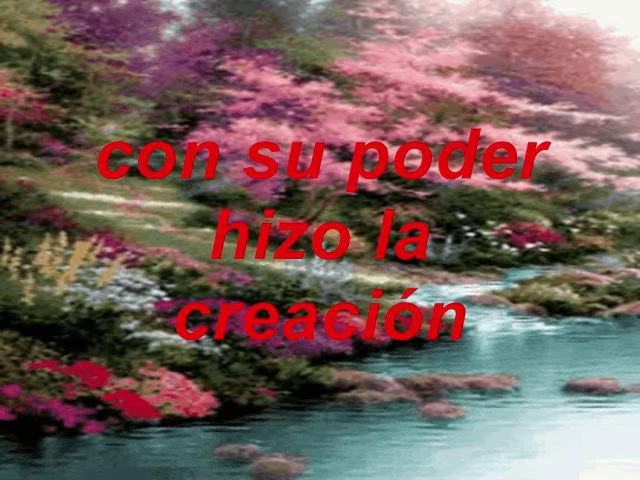 con su poder
hizo la
creación